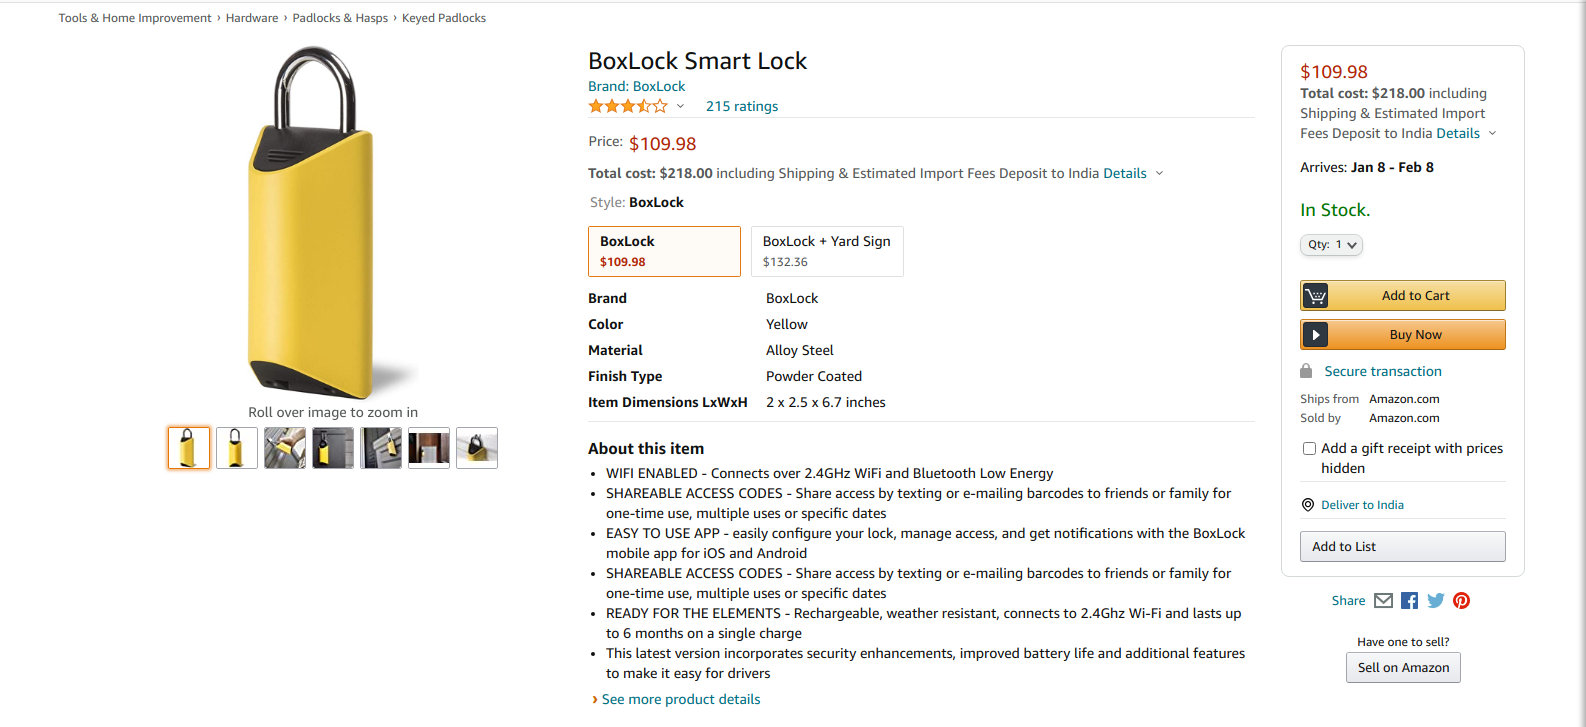 Tools & Home Improvement › Hardware › Padlocks & Hasps › Keyed Padlocks
Roll over image to zoom in
BoxLock Smart Lock
Brand: BoxLock
215 ratings
Price: $109.98
Total cost: $218.00 including Shipping & Estimated Import Fees Deposit to India Details
Style: BoxLock
BoxLock
$109.98
BoxLock + Yard Sign
$132.36
Brand BoxLock
Color Yellow
Material Alloy Steel
Finish Type Powder Coated
Item Dimensions LxWxH 2 x 2.5 x 6.7 inches
About this item
• WIFI ENABLED - Connects over 2.4GHz WiFi and Bluetooth Low Energy
• SHAREABLE ACCESS CODES - Share access by texting or e-mailing barcodes to friends or family for
one-time use, multiple uses or specific dates
• EASY TO USE APP - easily configure your lock, manage access, and get notifications with the BoxLock
mobile app for iOS and Android
• SHAREABLE ACCESS CODES - Share access by texting or e-mailing barcodes to friends or family for
one-time use, multiple uses or specific dates
• READY FOR THE ELEMENTS - Rechargeable, weather resistant, connects to 2.4Ghz Wi-Fi and lasts up
to 6 months on a single charge
• This latest version incorporates security enhancements, improved battery life and additional features
to make it easy for drivers
› See more product details
$109.98
Total cost: $218.00 including
Shipping & Estimated Import
Fees Deposit to India Details
Arrives: Jan 8 - Feb 8
In Stock.
Qty: 1
Add to Cart
Buy Now
Secure transaction
Ships from Amazon.com
Sold by Amazon.com
Add a gift receipt with prices
hidden
Deliver to India
Add to List
Share
Have one to sell?
Sell on Amazon